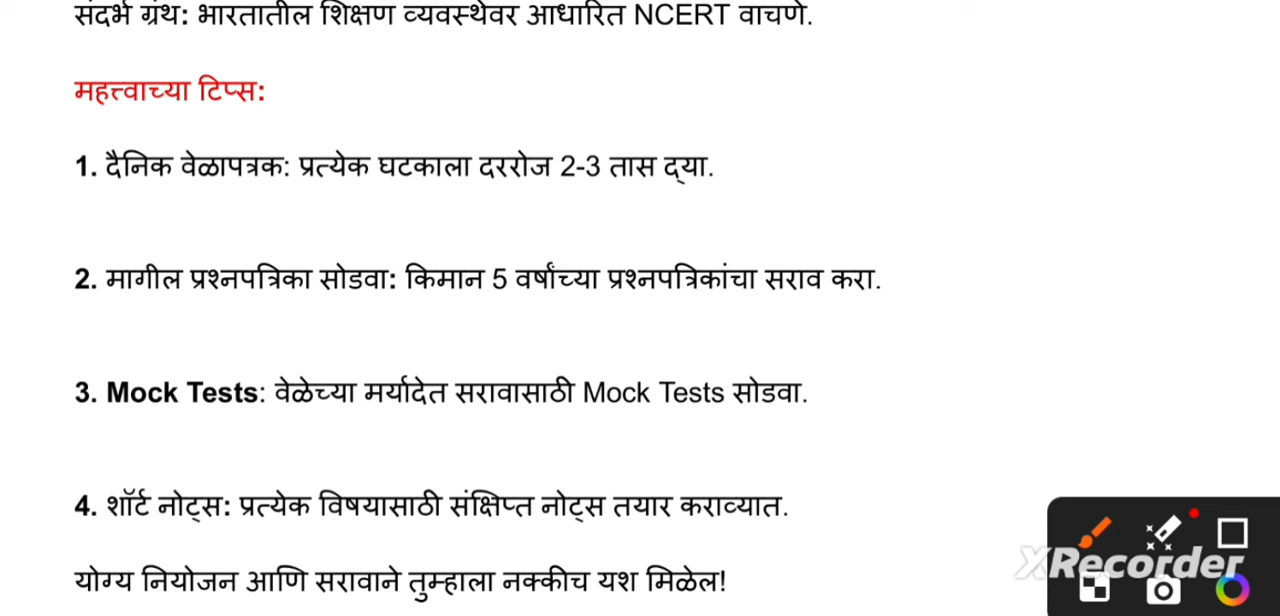 संदर्भ ग्रंथ: भारतातील शिक्षण व्यवस्थेवर आधारित NCERT वाचणे.
महत्त्वाच्या टिप्स:
1. दैनिक वेळापत्रक: प्रत्येक घटकाला दररोज 2-3 तास द्या.
2. मागील प्रश्नपत्रिका सोडवा: किमान 5 वर्षांच्या प्रश्नपत्रिकांचा सराव करा.
3. Mock Tests: वेळेच्या मर्यादेत सरावासाठी Mock Tests सोडवा.
4. शॉर्ट नोट्स: प्रत्येक विषयासाठी संक्षिप्त नोट्स तयार कराव्यात.
योग्य नियोजन आणि सरावाने तुम्हाला नक्कीच यश मिळेल!
XRecorder